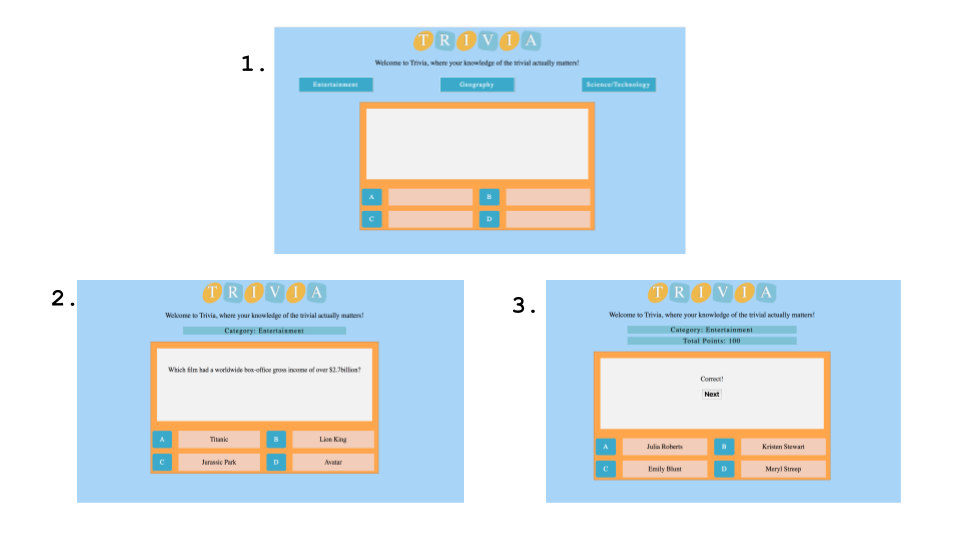 1.
TRIVIA
Welcome to Trivia, where your knowledge of the trivial actually matters!
Entertainment Geography Science/Technology
A B
C D
2.
TRIVIA
Welcome to Trivia, where your knowledge of the trivial actually matters!
Category: Entertainment
Which film had a worldwide box-office gross income of over $2.7billion?
A Titanic B Lion King
C Jurassic Park D Avatar
3.
TRIVIA
Welcome to Trivia, where your knowledge of the trivial actually matters!
Category: Entertainment
Total Points: 100
Correct!
Next
A Julia Roberts B Kristen Stewart
C Emily Blunt D Meryl Streep